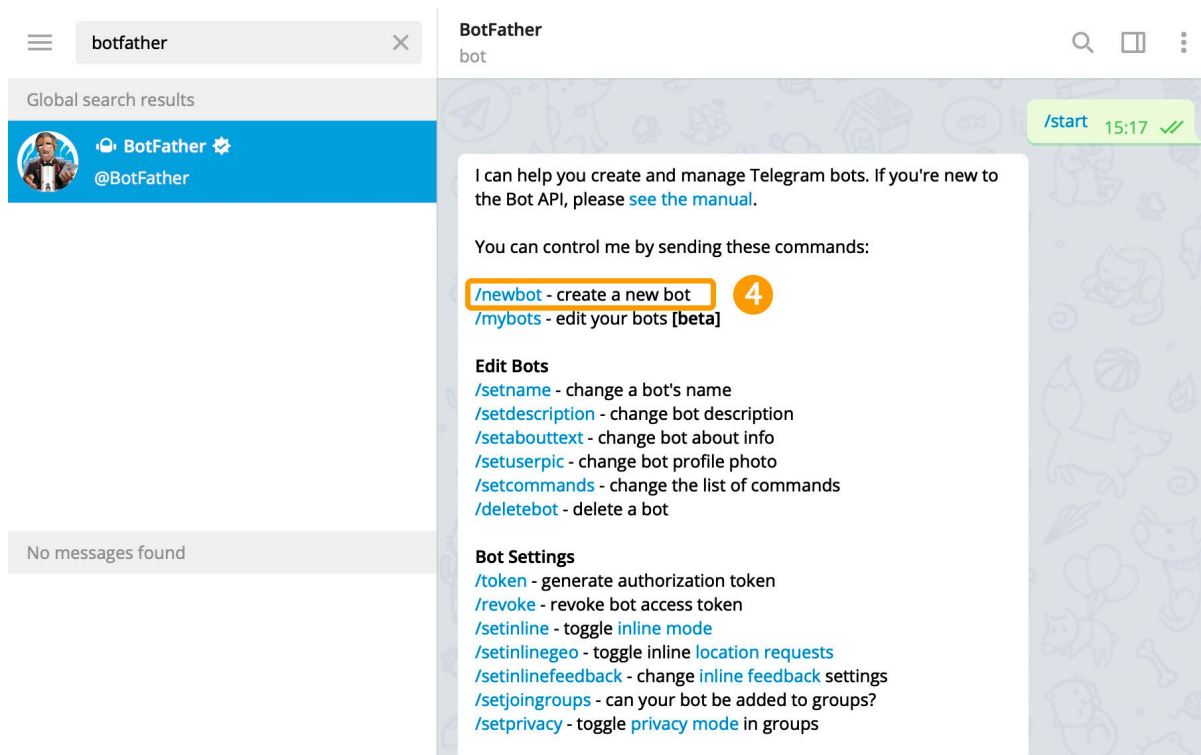 botfather
Global search results
BotFather
@BotFather
No messages found
BotFather
bot
/start 15:17
I can help you create and manage Telegram bots. If you're new to
the Bot API, please see the manual.
You can control me by sending these commands:
/newbot - create a new bot
4
/mybots - edit your bots [beta]
Edit Bots
/setname - change a bot's name
/setdescription - change bot description
/setabouttext - change bot about info
/setuserpic - change bot profile photo
/setcommands - change the list of commands
/deletebot - delete a bot
Bot Settings
/token - generate authorization token
/revoke - revoke bot access token
/setinline - toggle inline mode
/setinlinegeo - toggle inline location requests
/setinlinefeedback - change inline feedback settings
/setjoingroups - can your bot be added to groups?
/setprivacy - toggle privacy mode in groups